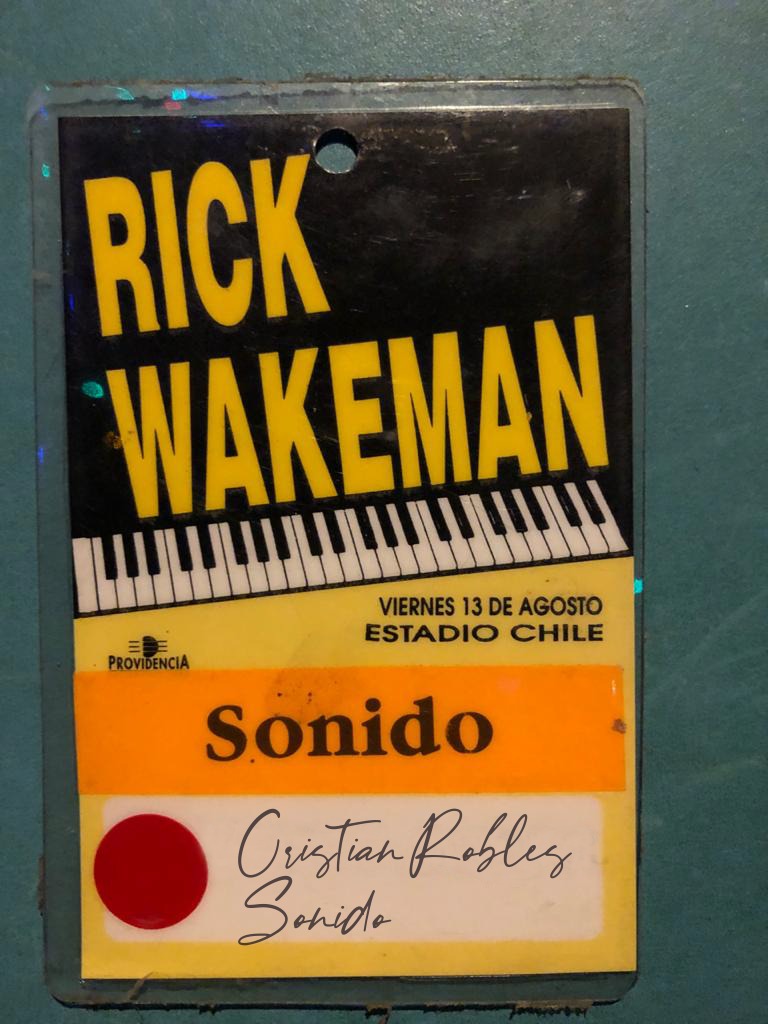 RICK
WAKEMAN
VIERNES 13 DE AGOSTO
ESTADIO CHILE
PROVIDENCIA
Sonido
Cristian Robles
Sonido